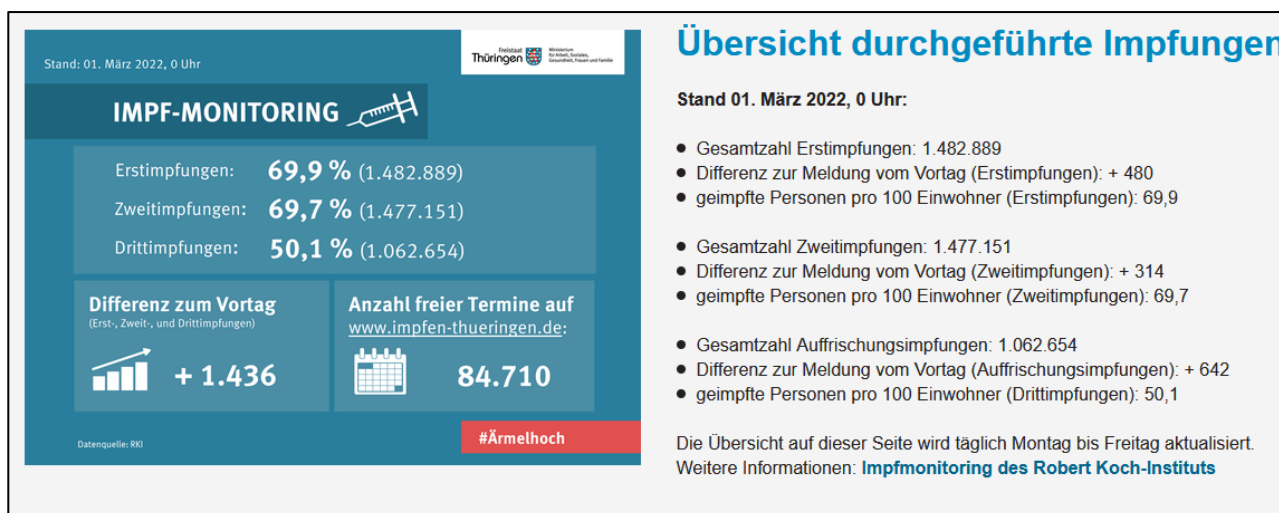 Stand: 01. März 2022, 0 Uhr
Freistaat
Thüringen
Ministerium
für Arbeit, Soziales,
Gesundheit, Frauen und Familie
IMPF-MONITORING
Erstimpfungen: 69,9 % (1.482.889)
Zweitimpfungen: 69,7 % (1.477.151)
Drittimpfungen: 50,1 % (1.062.654)
Differenz zum Vortag
(Erst-, Zweit-, und Drittimpfungen)
+ 1.436
Anzahl freier Termine auf
www.impfen-thueringen.de:
84.710
Datenquelle: RKI
#Ärmelhoch
Übersicht durchgeführte Impfungen
Stand 01. März 2022, 0 Uhr:
• Gesamtzahl Erstimpfungen: 1.482.889
• Differenz zur Meldung vom Vortag (Erstimpfungen): + 480
• geimpfte Personen pro 100 Einwohner (Erstimpfungen): 69,9
• Gesamtzahl Zweitimpfungen: 1.477.151
• Differenz zur Meldung vom Vortag (Zweitimpfungen): + 314
• geimpfte Personen pro 100 Einwohner (Zweitimpfungen): 69,7
• Gesamtzahl Auffrischungsimpfungen: 1.062.654
• Differenz zur Meldung vom Vortag (Auffrischungsimpfungen): + 642
• geimpfte Personen pro 100 Einwohner (Drittimpfungen): 50,1
Die Übersicht auf dieser Seite wird täglich Montag bis Freitag aktualisiert.
Weitere Informationen: Impfmonitoring des Robert Koch-Instituts